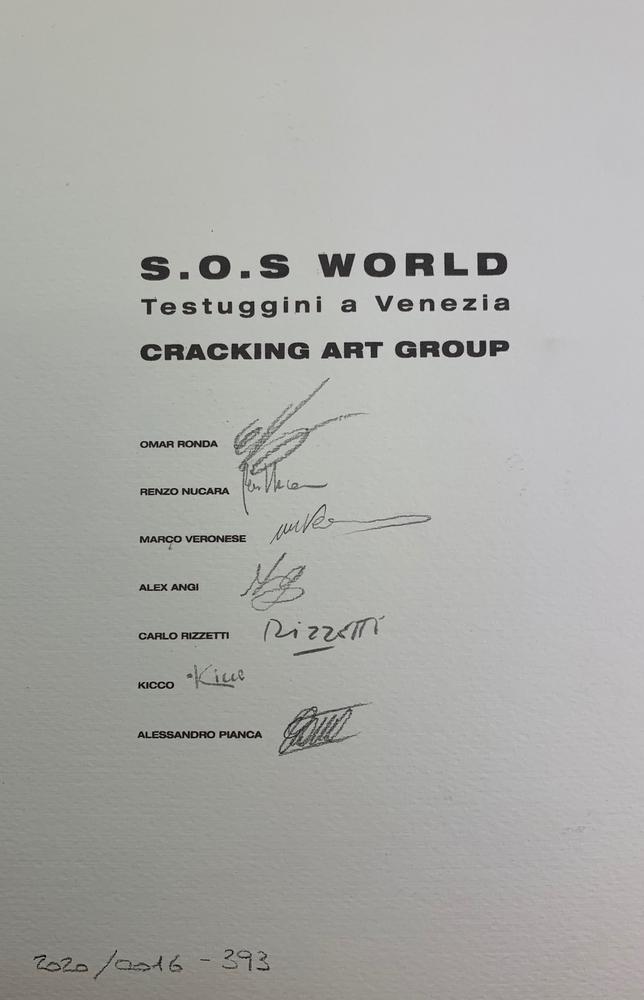 S.O.S WORLD
Testuggini a Venezia
CRACKING ART GROUP
OMAR RONDA
RENZO NUCARA
MARCO VERONESE
ALEX ANGI
CARLO RIZZETTI Rizzetti
KICCO Kicco
ALESSANDRO PIANCA
2020/0016 - 393